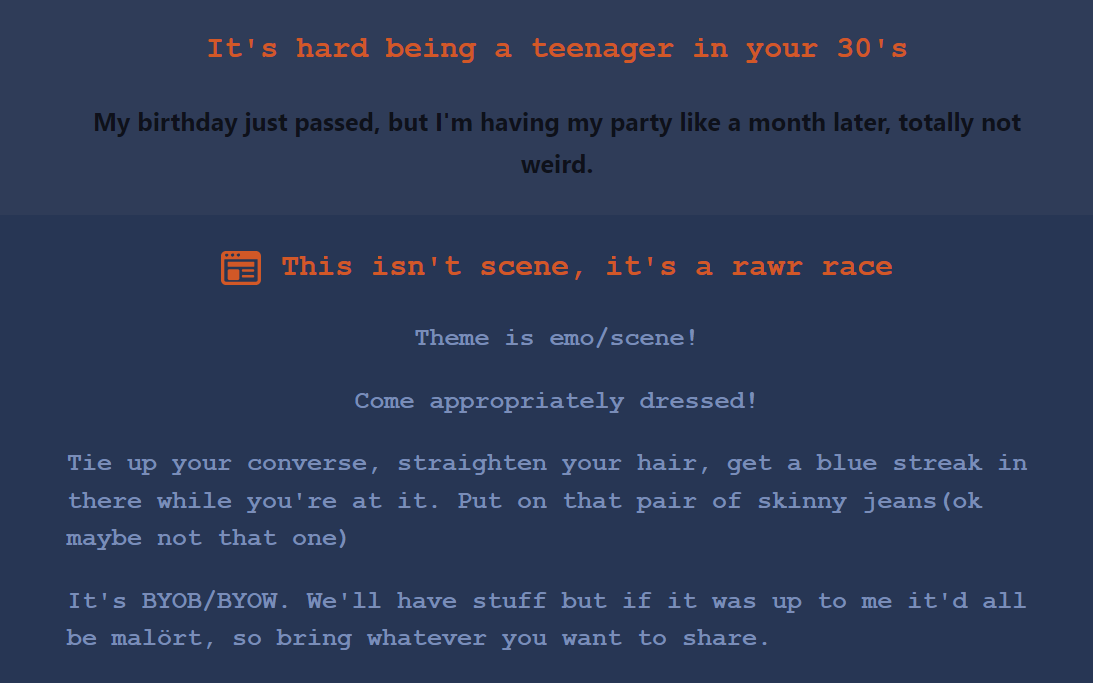 It's hard being a teenager in your 30's
My birthday just passed, but I'm having my party like a month later, totally not
weird.
This isn't scene, it's a rawr race
Theme is emo/scene!
Come appropriately dressed!
Tie up your converse, straighten your hair, get a blue streak in
there while you're at it. Put on that pair of skinny jeans(ok
maybe not that one)
It's BYOB/BYOW. We'll have stuff but if it was up to me it'd all
be malört, so bring whatever you want to share.